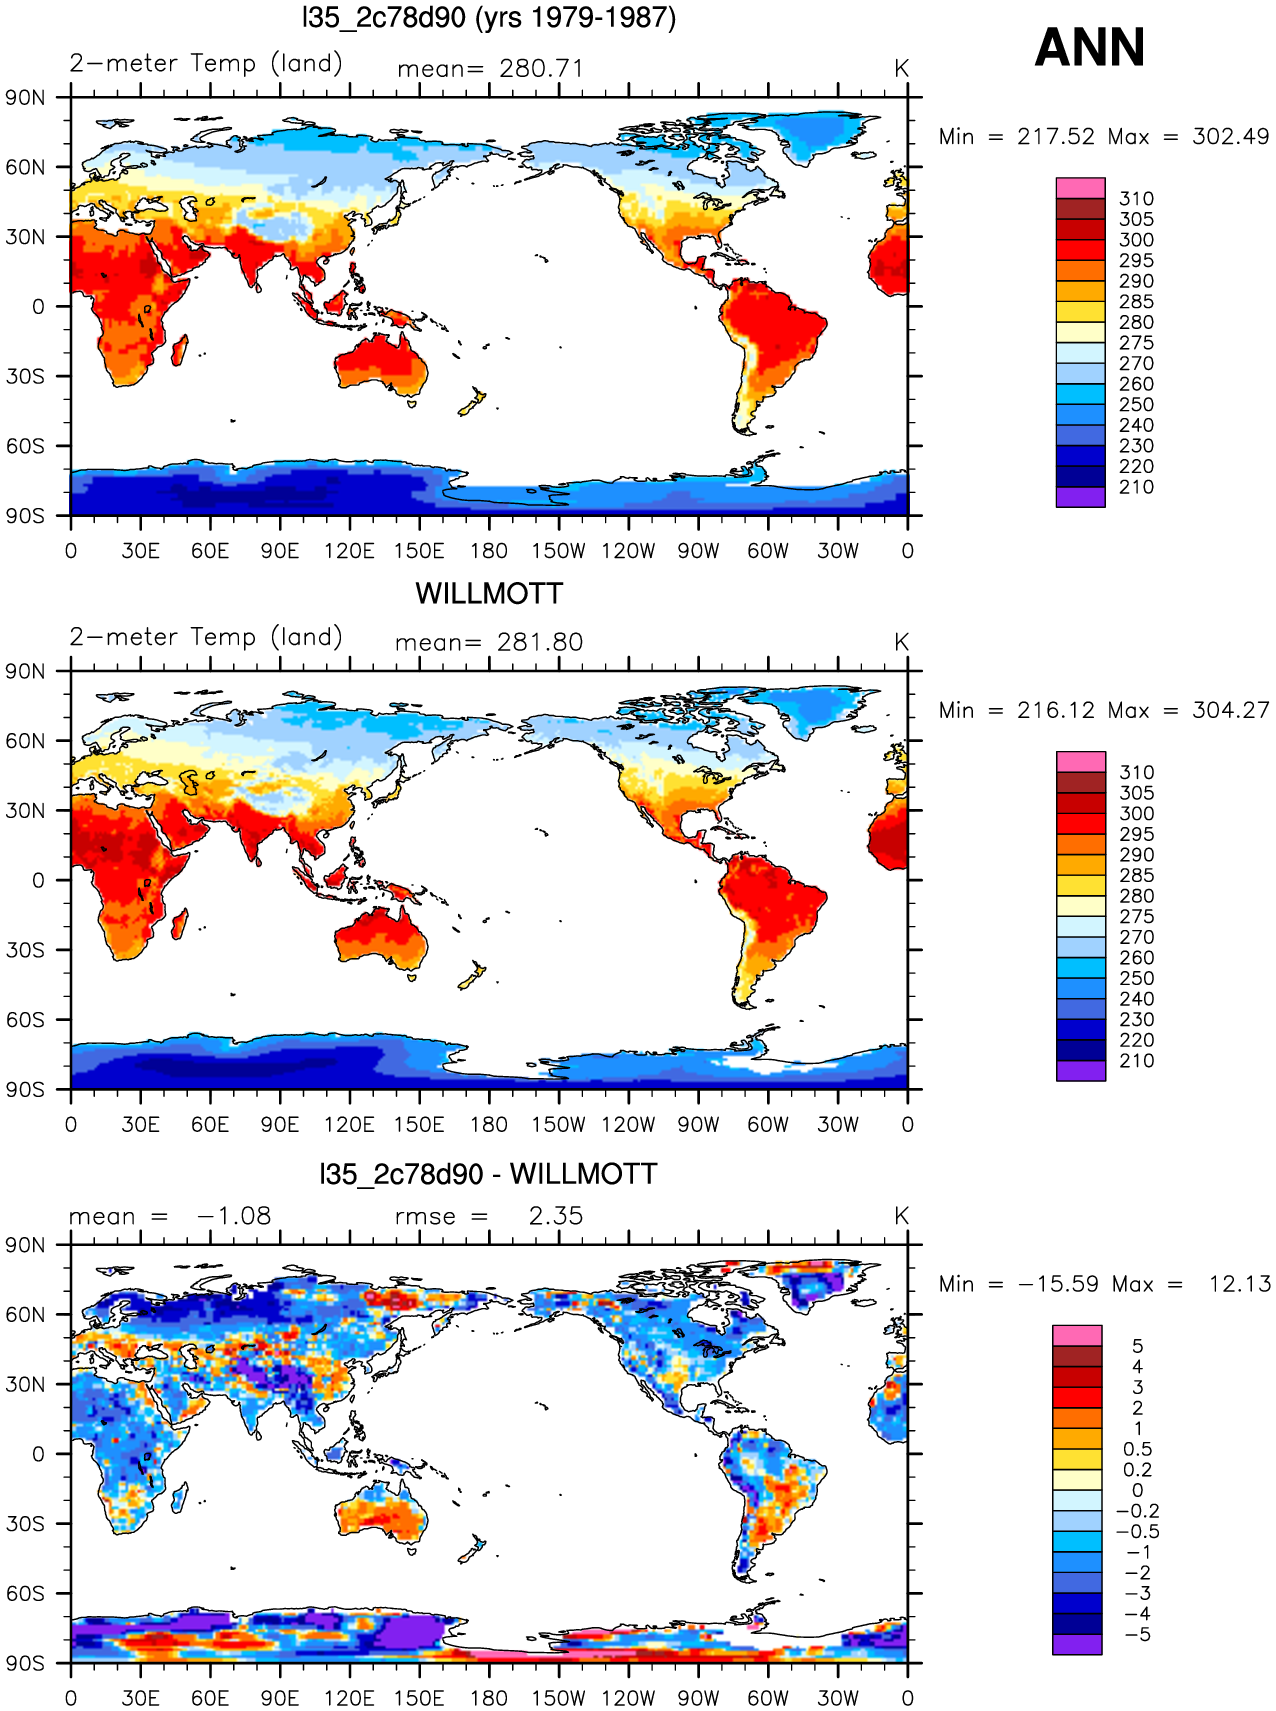 l35_2c78d90 (yrs 1979-1987)
ANN
2-meter Temp (land) mean= 280.71 K
Min = 217.52 Max = 302.49
90N
60N
30N
0
30S
60S
90S
0 30E 60E 90E 120E 150E 180 150W 120W 90W 60W 30W 0
310
305
300
295
290
285
280
275
270
260
250
240
230
220
210
WILLMOTT
2-meter Temp (land) mean= 281.80 K
Min = 216.12 Max = 304.27
90N
60N
30N
0
30S
60S
90S
0 30E 60E 90E 120E 150E 180 150W 120W 90W 60W 30W 0
310
305
300
295
290
285
280
275
270
260
250
240
230
220
210
l35_2c78d90 - WILLMOTT
mean = -1.08 rmse = 2.35 K
Min = -15.59 Max = 12.13
90N
60N
30N
0
30S
60S
90S
0 30E 60E 90E 120E 150E 180 150W 120W 90W 60W 30W 0
5
4
3
2
1
0.5
0.2
0
-0.2
-0.5
-1
-2
-3
-4
-5